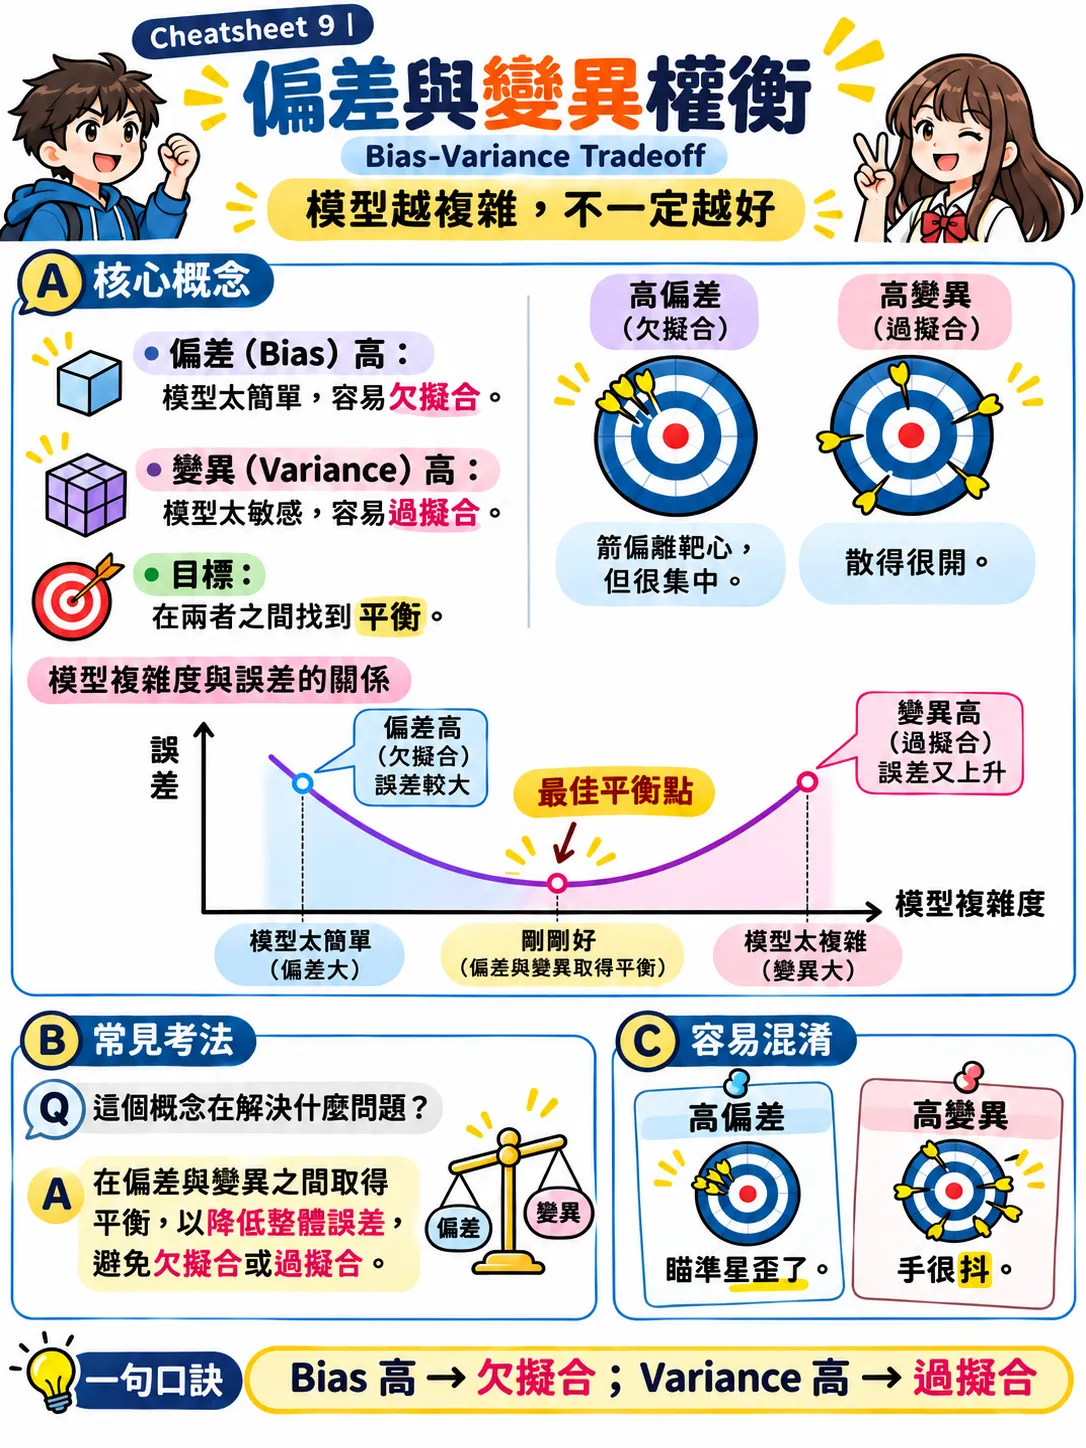 Cheatsheet 9 |
偏差與變異權衡
Bias-Variance Tradeoff
模型越複雜，不一定越好
A 核心概念
• 偏差（Bias）高：
模型太簡單，容易欠擬合。
• 變異（Variance）高：
模型太敏感，容易過擬合。
• 目標：
在兩者之間找到平衡。
高偏差
（欠擬合）
箭偏離靶心，
但很集中。
高變異
（過擬合）
散得很開。
模型複雜度與誤差的關係
誤差
偏差高
（欠擬合）
誤差較大
最佳平衡點
變異高
（過擬合）
誤差又上升
模型複雜度
模型太簡單
（偏差大）
剛剛好
（偏差與變異取得平衡）
模型太複雜
（變異大）
B 常見考法
Q 這個概念在解決什麼問題？
A 在偏差與變異之間取得
平衡，以降低整體誤差，
避免欠擬合或過擬合。
偏差
變異
C 容易混淆
高偏差
瞄準星歪了。
高變異
手很抖。
一句口訣
Bias 高 → 欠擬合；Variance 高 → 過擬合